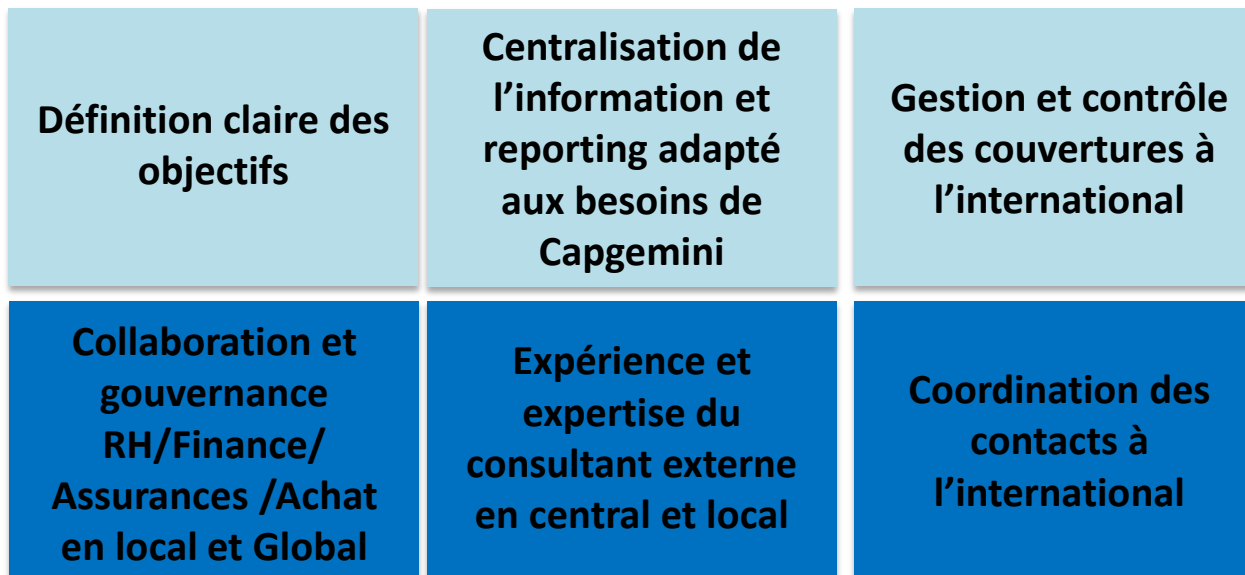 Définition claire des
objectifs
Centralisation de
l’information et
reporting adapté
aux besoins de
Capgemini
Gestion et contrôle
des couvertures à
l’international
Collaboration et
gouvernance
RH/Finance/
Assurances /Achat
en local et Global
Expérience et
expertise du
consultant externe
en central et local
Coordination des
contacts à
l’international